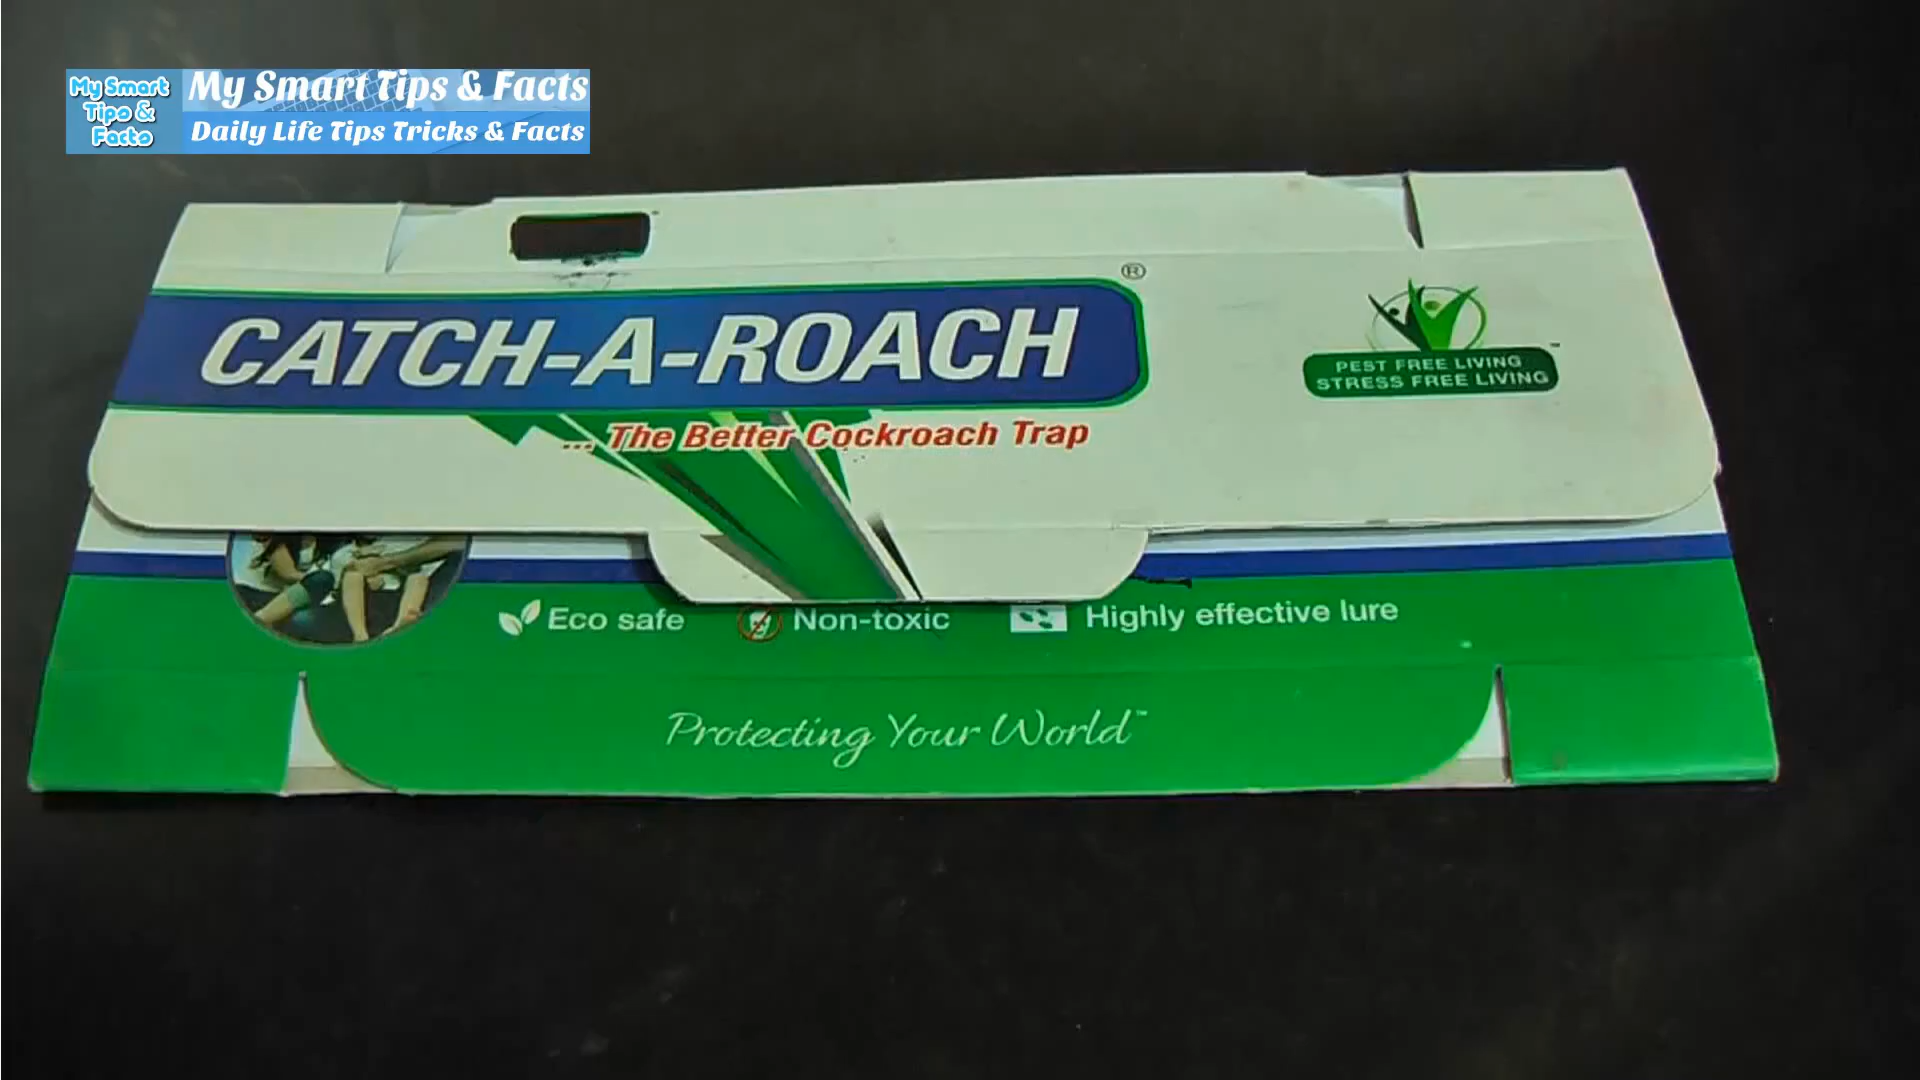 My Smart
Tips &
Facts
My Smart Tips & Facts
Daily Life Tips Tricks & Facts
CATCH-A-ROACH®
... The Better Cockroach Trap
PEST FREE LIVING™
STRESS FREE LIVING
Eco safe
Non-toxic
Highly effective lure
Protecting Your World™